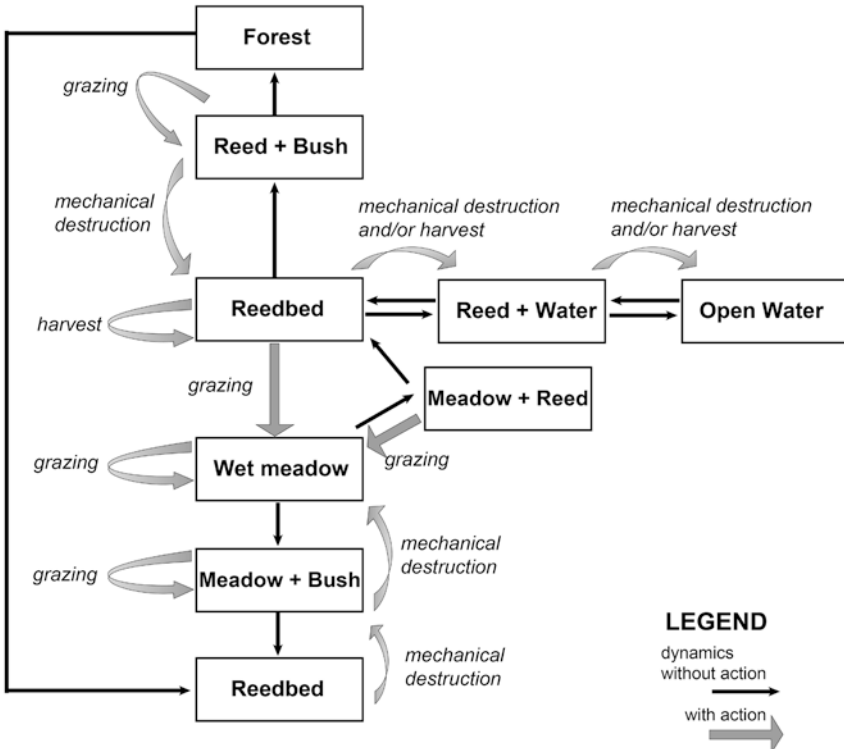 Forest
grazing
Reed + Bush
mechanical
destruction
mechanical destruction
and/or harvest
mechanical destruction
and/or harvest
Reedbed
Reed + Water
Open Water
harvest
grazing
Meadow + Reed
grazing
Wet meadow
grazing
mechanical
destruction
grazing
Meadow + Bush
LEGEND
mechanical
destruction
Reedbed
dynamics
without action
with action